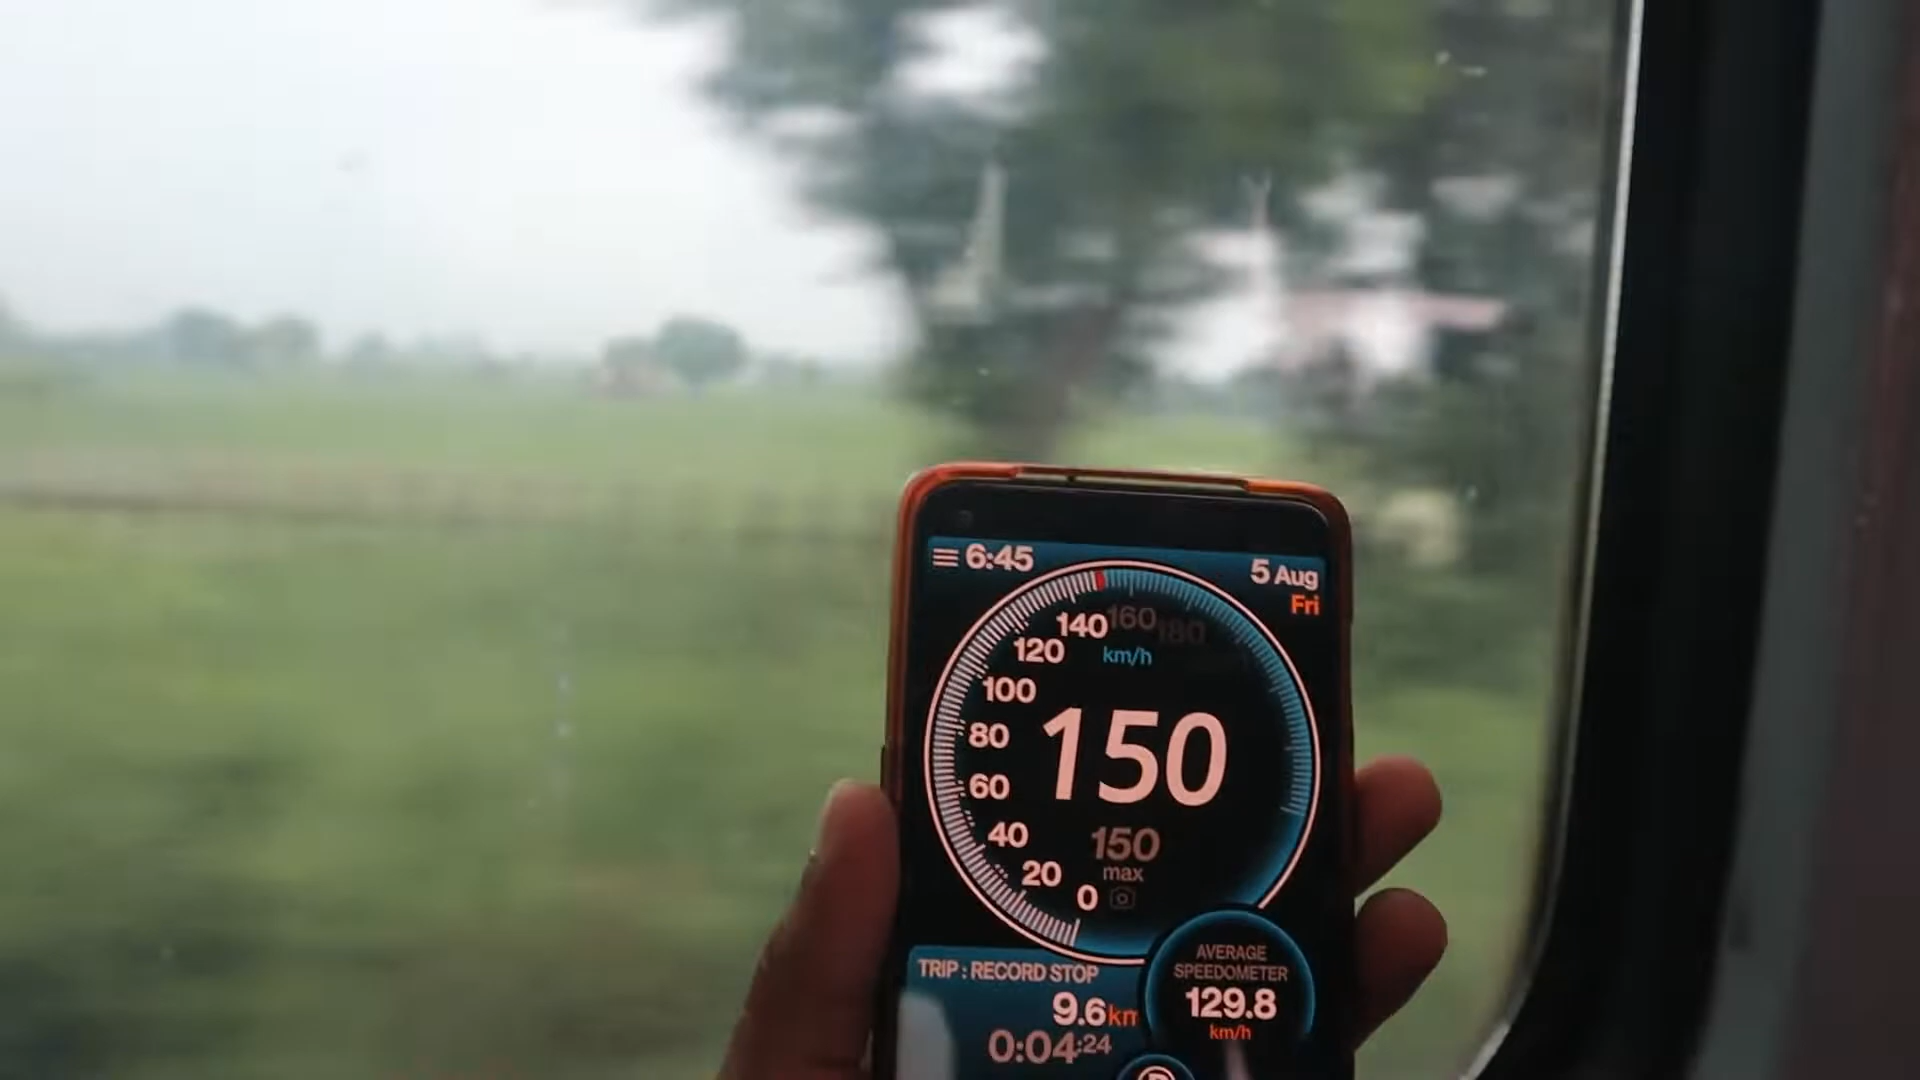 6:45
5 Aug
Fri
140
160
180
120
km/h
100
80
150
60
40
150
20
max
0
AVERAGE
SPEEDOMETER
129.8
km/h
TRIP : RECORD STOP
9.6km
0:04:24